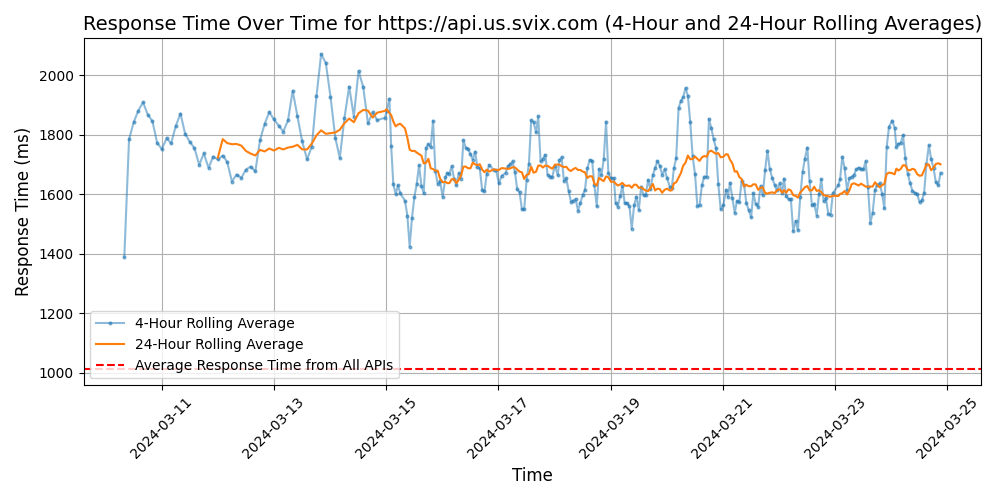 Response Time Over Time for https://api.us.svix.com (4-Hour and 24-Hour Rolling Averages)
Response Time (ms)
2000
1800
1600
1400
1200
1000
4-Hour Rolling Average
24-Hour Rolling Average
Average Response Time from All APIs
2024-03-11
2024-03-13
2024-03-15
2024-03-17
2024-03-19
2024-03-21
2024-03-23
2024-03-25
Time